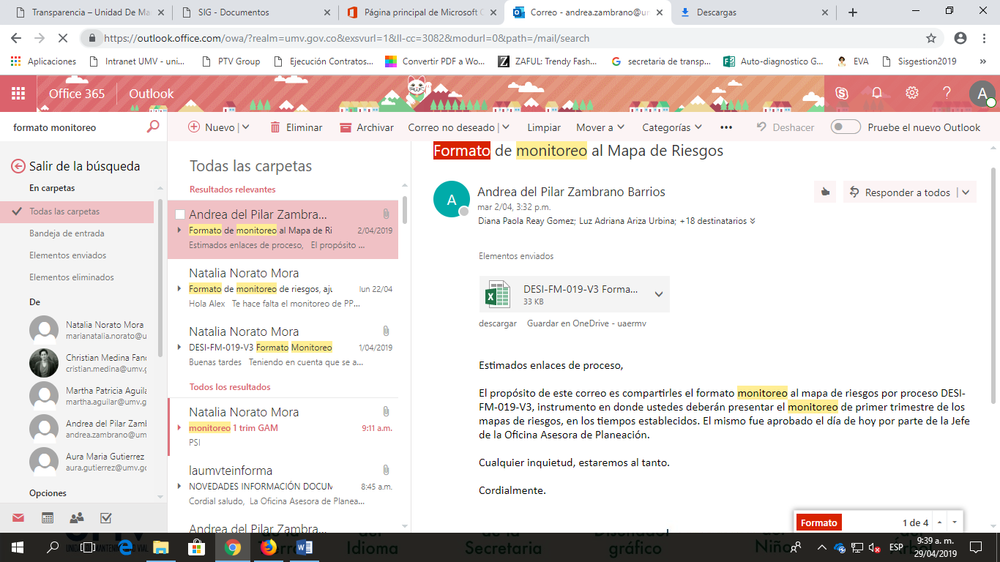 Transparencia – Unidad De Ma
SIG - Documentos
Página principal de Microsoft O
Correo - andrea.zambrano@un
Descargas
https://outlook.office.com/owa/?realm=umv.gov.co&exsvurl=1&ll-cc=3082&modurl=0&path=/mail/search
Aplicaciones
Intranet UMV - uni...
PTV Group
Ejecución Contratos...
Convertir PDF a Wo...
ZAFUL: Trendy Fash...
secretaria de transp...
Auto-diagnostico G...
EVA
Sisgestion2019
Office 365
Outlook
A
formato monitoreo
Nuevo
Eliminar
Archivar
Correo no deseado
Limpiar
Mover a
Categorías
Deshacer
Pruebe el nuevo Outlook
Salir de la búsqueda
En carpetas
Todas las carpetas
Bandeja de entrada
Elementos enviados
Elementos eliminados
De
Natalia Norato Mora
marianatalia.norato@u
Christian Medina Fand
cristian.medina@umv.g
Martha Patricia Aguila
martha.aguilar@umv.gc
Andrea del Pilar Zamb
andrea.zambrano@um
Aura Maria Gutierrez
aura.gutierrez@umv.gc
Opciones
Todas las carpetas
Resultados relevantes
Andrea del Pilar Zambra...
Formato de monitoreo al Mapa de Ri
2/04/2019
Estimados enlaces de proceso, El propósito ...
Natalia Norato Mora
Formato de monitoreo de riesgos, aju
lun 22/04
Hola Alex Te hace falta el monitoreo de PP...
Natalia Norato Mora
DESI-FM-019-V3 Formato Monitoreo
1/04/2019
Buenas tardes Teniendo en cuenta que se a...
Todos los resultados
Natalia Norato Mora
monitoreo 1 trim GAM
9:11 a.m.
PSI
laumvteinforma
NOVEDADES INFORMACIÓN DOCUM
8:45 a.m.
Cordial saludo, La Oficina Asesora de Planea...
Andrea del Pilar Zambra...
Formato de monitoreo al Mapa de Riesgos
A
Andrea del Pilar Zambrano Barrios
mar 2/04, 3:32 p.m.
Diana Paola Reay Gomez; Luz Adriana Ariza Urbina; +18 destinatarios
Responder a todos
Elementos enviados
DESI-FM-019-V3 Forma...
33 KB
descargar
Guardar en OneDrive - uaermv
Estimados enlaces de proceso,
El propósito de este correo es compartirles el formato monitoreo al mapa de riesgos por proceso DESI-
FM-019-V3, instrumento en donde ustedes deberán presentar el monitoreo de primer trimestre de los
mapas de riesgos, en los tiempos establecidos. El mismo fue aprobado el día de hoy por parte de la Jefe
de la Oficina Asesora de Planeación.
Cualquier inquietud, estaremos al tanto.
Cordialmente.
Formato
1 de 4
Idioma
Secretaria
gráfico
ESP
9:39 a. m.
29/04/2019